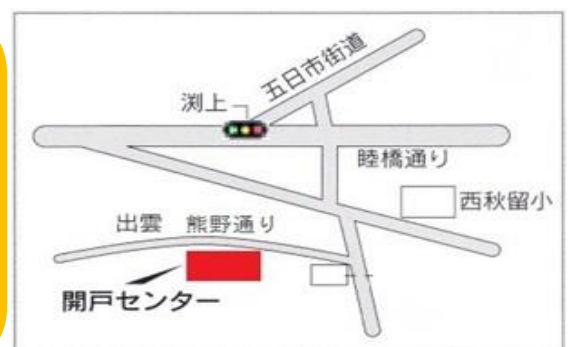 五日市街道
渕上
睦橋通り
西秋留小
出雲 熊野通り
開戸センター